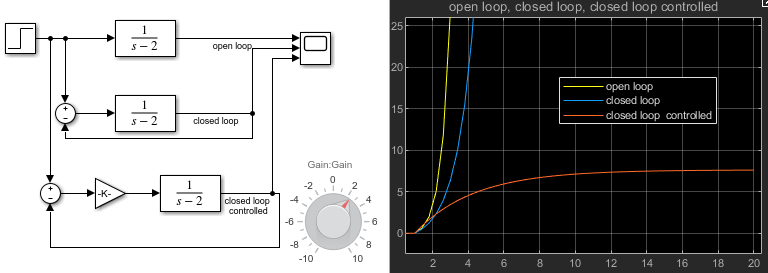 open loop, closed loop, closed loop controlled
1
s − 2
open loop
1
s − 2
closed loop
+
−
+
−
-K-
1
s − 2
closed loop
controlled
Gain:Gain
-10
-8
-6
-4
-2
0
2
4
6
8
10
25
20
15
10
5
0
open loop
closed loop
closed loop controlled
2 4 6 8 10 12 14 16 18 20